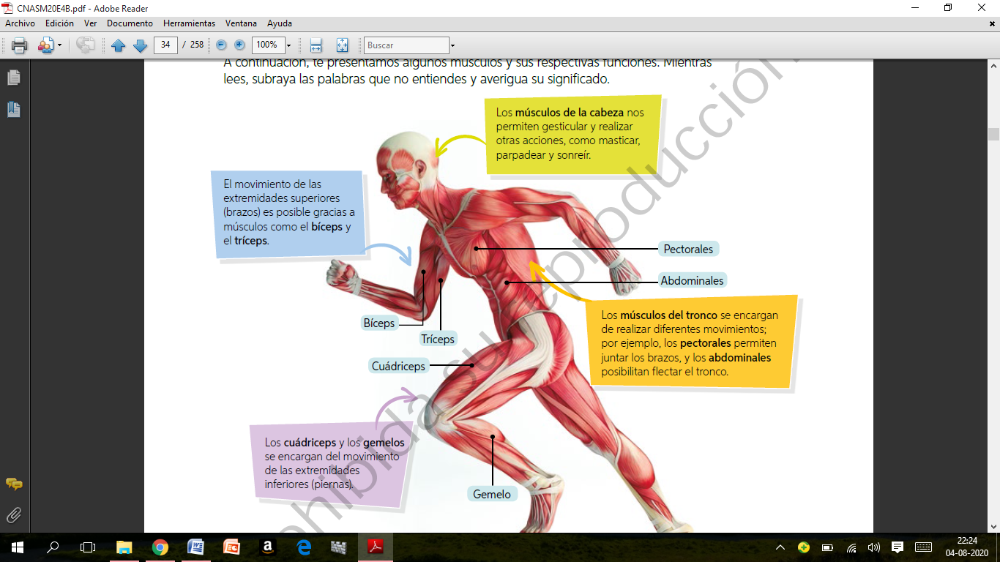 CNASM20E4B.pdf - Adobe Reader
Archivo Edición Ver Documento Herramientas Ventana Ayuda
34 / 258 100% Buscar
A continuación, te presentamos algunos músculos y sus respectivas funciones. Mientras
lees, subraya las palabras que no entiendes y averigua su significado.
Los músculos de la cabeza nos
permiten gesticular y realizar
otras acciones, como masticar,
parpadear y sonreír.
El movimiento de las
extremidades superiores
(brazos) es posible gracias a
músculos como el bíceps y
el tríceps.
Pectorales
Abdominales
Los músculos del tronco se encargan
de realizar diferentes movimientos;
por ejemplo, los pectorales permiten
juntar los brazos, y los abdominales
posibilitan flectar el tronco.
Bíceps
Tríceps
Cuádriceps
Los cuádriceps y los gemelos
se encargan del movimiento
de las extremidades
inferiores (piernas).
Gemelo
ohibida su reproducción
22:24
04-08-2020